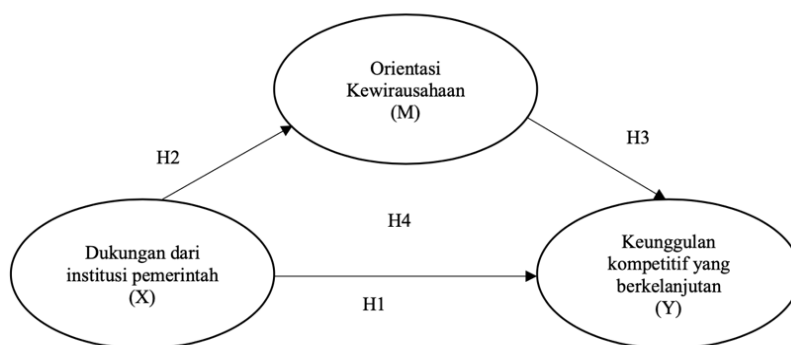 Orientasi
Kewirausahaan
(M)
H2
H3
H4
Dukungan dari
institusi pemerintah
(X)
Keunggulan
kompetitif yang
berkelanjutan
(Y)
H1